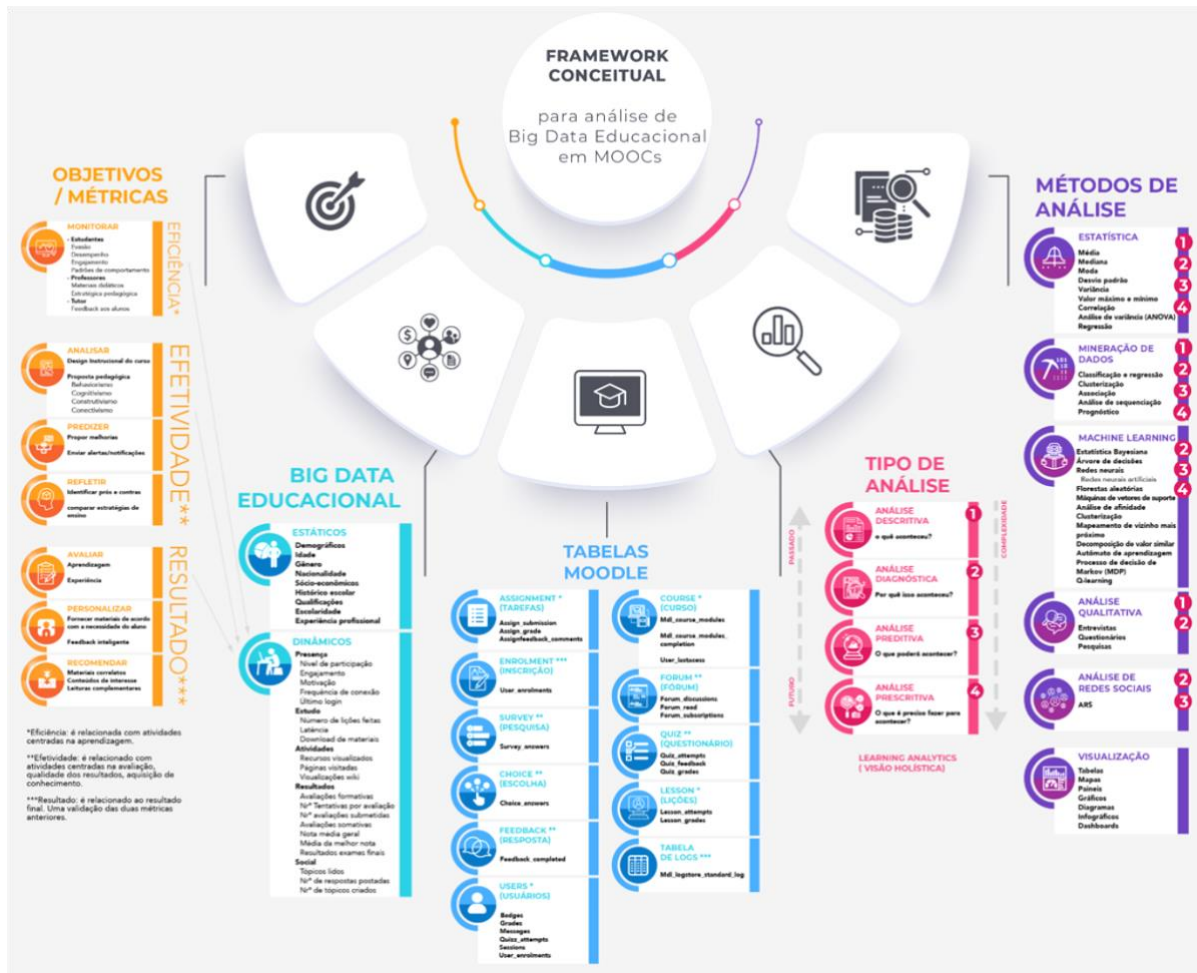 FRAMEWORK
CONCEITUAL
para análise de
Big Data Educacional
em MOOCs
OBJETIVOS
/ MÉTRICAS
MONITORAR
- Estudantes
Evasão
Desempenho
Engajamento
Padrões de comportamento
- Professores
Materiais didáticos
Estratégica pedagógica
- Tutor
Feedback aos alunos
EFICIÊNCIA*
ANALISAR
Design Instrucional do curso
Proposta pedagógica
Behaviorismo
Cognitivismo
Construtivismo
Conectivismo
PREDIZER
Propor melhorias
Enviar alertas/notificações
REFLETIR
Identificar prós e contras
comparar estratégias de
ensino
EFETIVIDADE**
AVALIAR
Aprendizagem
Experiência
PERSONALIZAR
Fornecer materiais de acordo
com a necesidade do aluno
Feedback inteligente
RECOMENDAR
Materiais correlatos
Conteúdos de interesse
Leituras complementares
RESULTADO***
*Eficiência: é relacionada com atividades
centradas na aprendizagem.
**Efetividade: é relacionado com
atividades centradas na avaliação,
qualidade dos resultados, aquisição de
conhecimento.
***Resultado: é relacionado ao resultado
final. Uma validação das duas métricas
anteriores.
BIG DATA
EDUCACIONAL
ESTÁTICOS
Demográficos
Idade
Gênero
Nacionalidade
Sócio-econômicos
Histórico escolar
Qualificações
Escolaridade
Experiência profissional
DINÂMICOS
Presença
Nível de participação
Engajamento
Motivação
Frequência de conexão
Último login
Estudo
Numero de lições feitas
Latência
Download de materiais
Atividades
Recursos visualizados
Páginas visitadas
Visualizações wiki
Resultados
Avaliações formativas
Nrº Tentativas por avaliação
Nrº avaliações submetidas
Avaliações somativas
Nota média geral
Média da melhor nota
Resultados exames finais
Social
Tópicos lidos
Nrº de respostas postadas
Nrº de tópicos criados
TABELAS
MOODLE
ASSIGNMENT *
(TAREFAS)
Assign_submission
Assign_grade
Assignfeedback_comments
ENROLMENT ***
(INSCRIÇÃO)
User_enrolments
SURVEY **
(PESQUISA)
Survey_answers
CHOICE **
(ESCOLHA)
Choice_answers
FEEDBACK **
(RESPOSTA)
Feedback_completed
USERS *
(USUÁRIOS)
Badges
Grades
Messages
Quizz_attempts
Sessions
User_enrolments
COURSE *
(CURSO)
Mdl_course_modules
Mdl_course_modules_
completion
User_lastacess
FORUM **
(FÓRUM)
Forum_discussions
Forum_read
Forum_subscriptions
QUIZ **
(QUESTIONÁRIO)
Quiz_attempts
Quiz_feedback
Quiz_grades
LESSON *
(LIÇÕES)
Lesson_attempts
Lesson_grades
TABELA
DE LOGS ***
Mdl_logstore_standard_log
TIPO DE
ANÁLISE
PASSADO
FUTURO
COMPLEXIDADE
ANÁLISE
DESCRITIVA
1
o quê aconteceu?
ANÁLISE
DIAGNÓSTICA
2
Por quê isso aconteceu?
ANÁLISE
PREDITIVA
3
O que poderá acontecer?
ANÁLISE
PRESCRITIVA
4
O que é preciso fazer para
acontecer?
LEARNING ANALYTICS
( VISÃO HOLÍSTICA)
MÉTODOS DE
ANÁLISE
ESTATÍSTICA
Média
Mediana
Moda
Desvio padrão
Variância
Valor máximo e mínimo
Correlação
Análise de variância (ANOVA)
Regressão
1
2
3
4
MINERAÇÃO DE
DADOS
Classificação e regressão
Clusterização
Associação
Análise de sequenciação
Prognóstico
1
2
3
4
MACHINE LEARNING
Estatística Bayesiana
Árvore de decisões
Redes neurais
Redes neurais artificiais
Florestas aleatórias
Máquinas de vetores de suporte
Análise de afinidade
Clusterização
Mapeamento de vizinho mais
próximo
Decomposição de valor similar
Autômato de aprendizagem
Processo de decisão de
Markov (MDP)
Q-learning
2
3
4
ANÁLISE
QUALITATIVA
Entrevistas
Questionários
Pesquisas
1
2
ANÁLISE DE
REDES SOCIAIS
ARS
2
3
VISUALIZAÇÃO
Tabelas
Mapas
Paineis
Gráficos
Diagramas
Infográficos
Dashboards